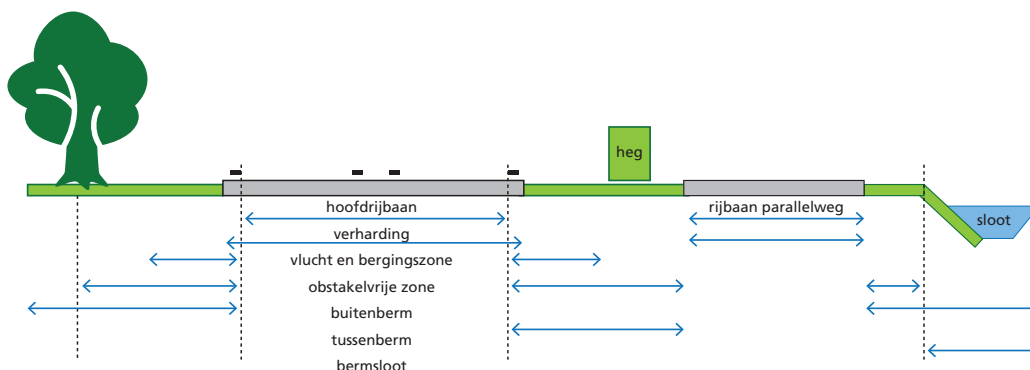 heg
hoofdrijbaan
rijbaan parallelweg
sloot
verharding
vlucht en bergingszone
obstakelvrije zone
buitenberm
tussenberm
bermsloot